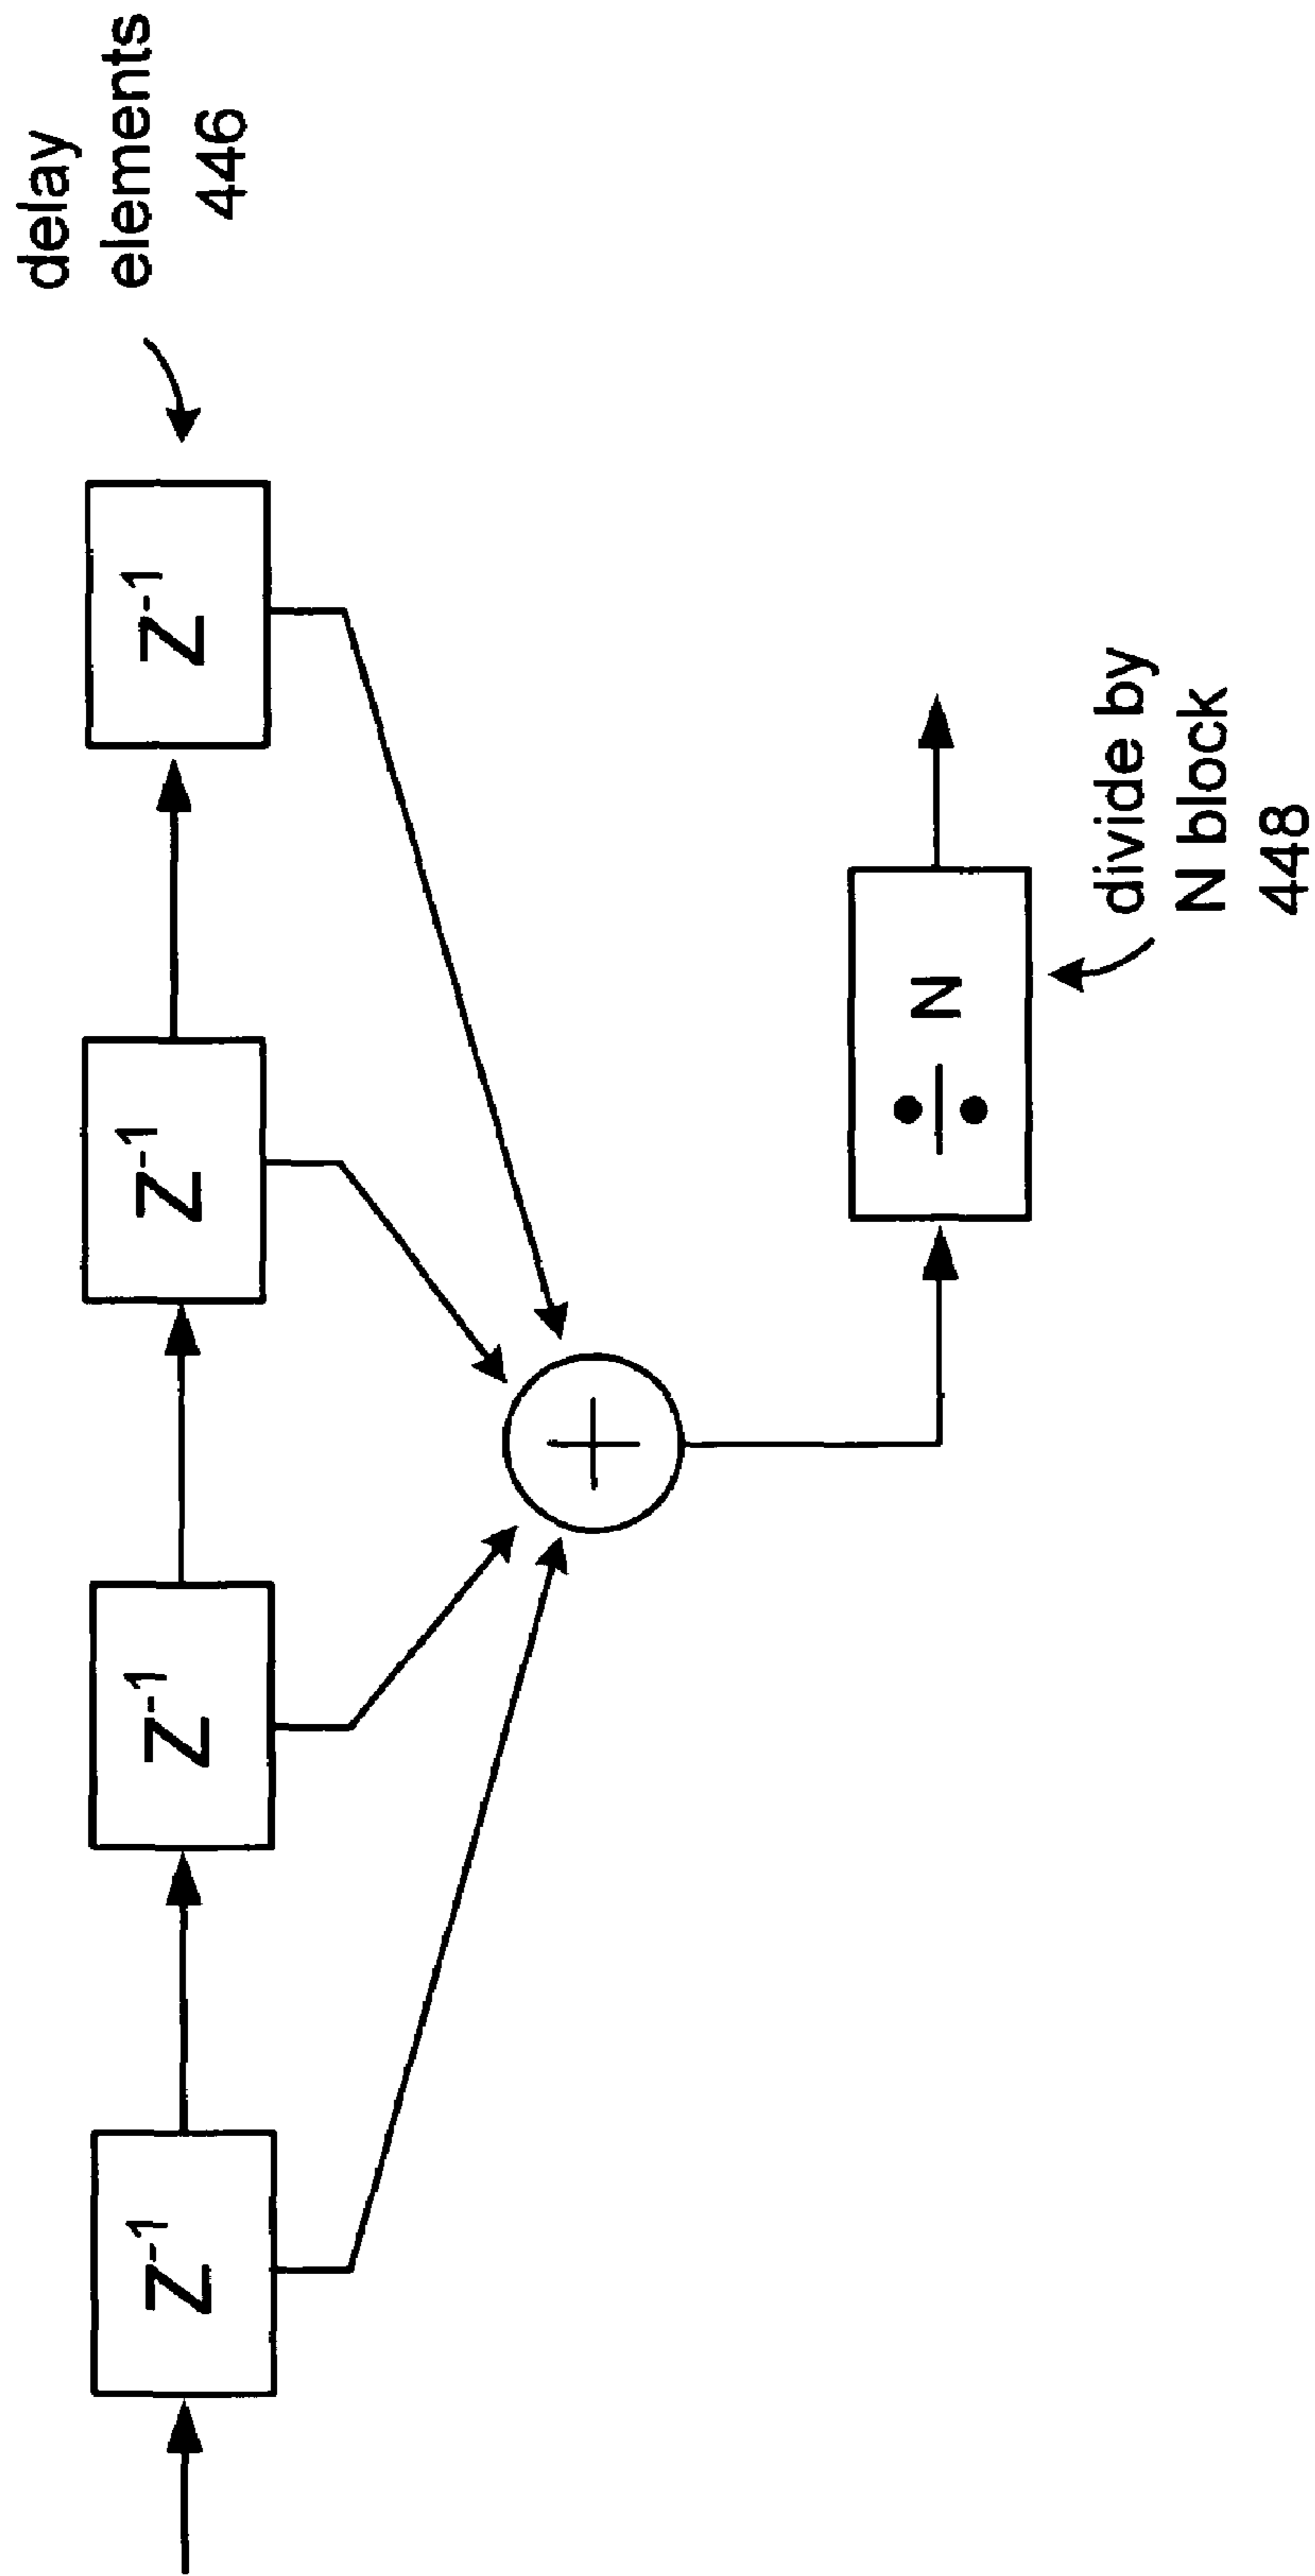 Z⁻¹
Z⁻¹
Z⁻¹
Z⁻¹
delay
elements
446
÷ N
divide by
N block
448